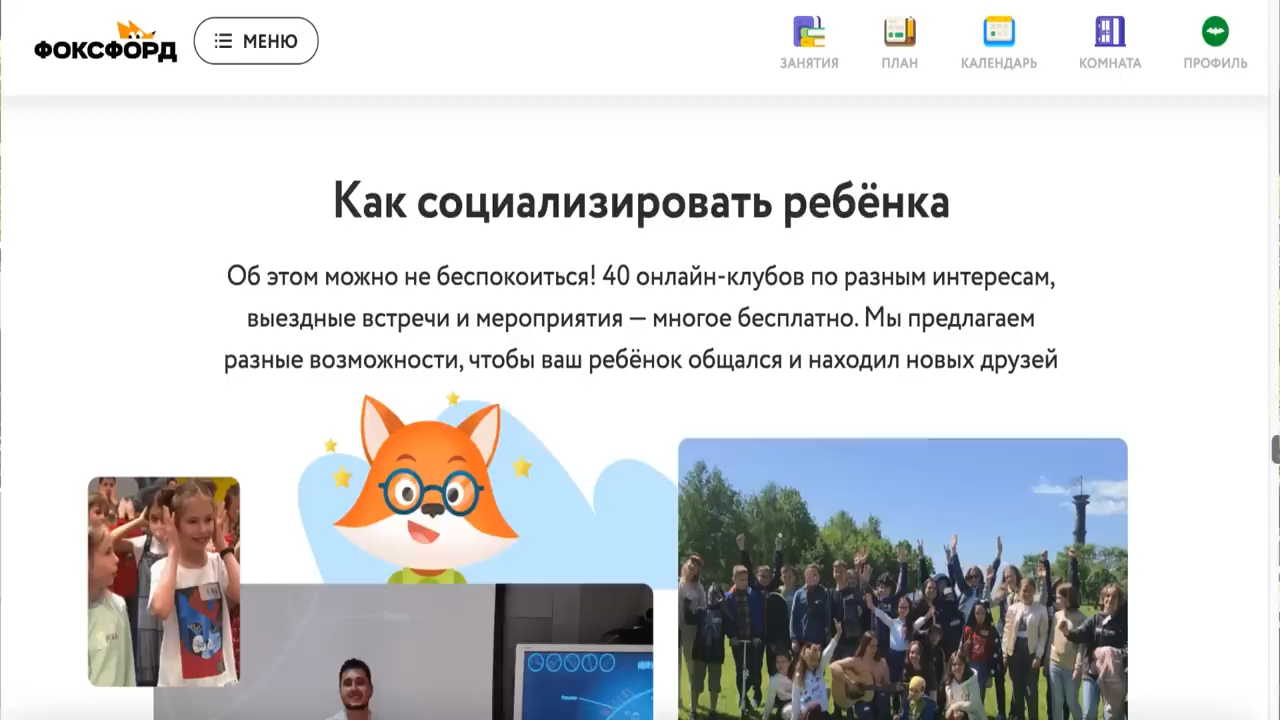 ФОКСФОРД
МЕНЮ
ЗАНЯТИЯ
ПЛАН
КАЛЕНДАРЬ
КОМНАТА
ПРОФИЛЬ
Как социализировать ребёнка
Об этом можно не беспокоиться! 40 онлайн-клубов по разным интересам,
выездные встречи и мероприятия — многое бесплатно. Мы предлагаем
разные возможности, чтобы ваш ребёнок общался и находил новых друзей